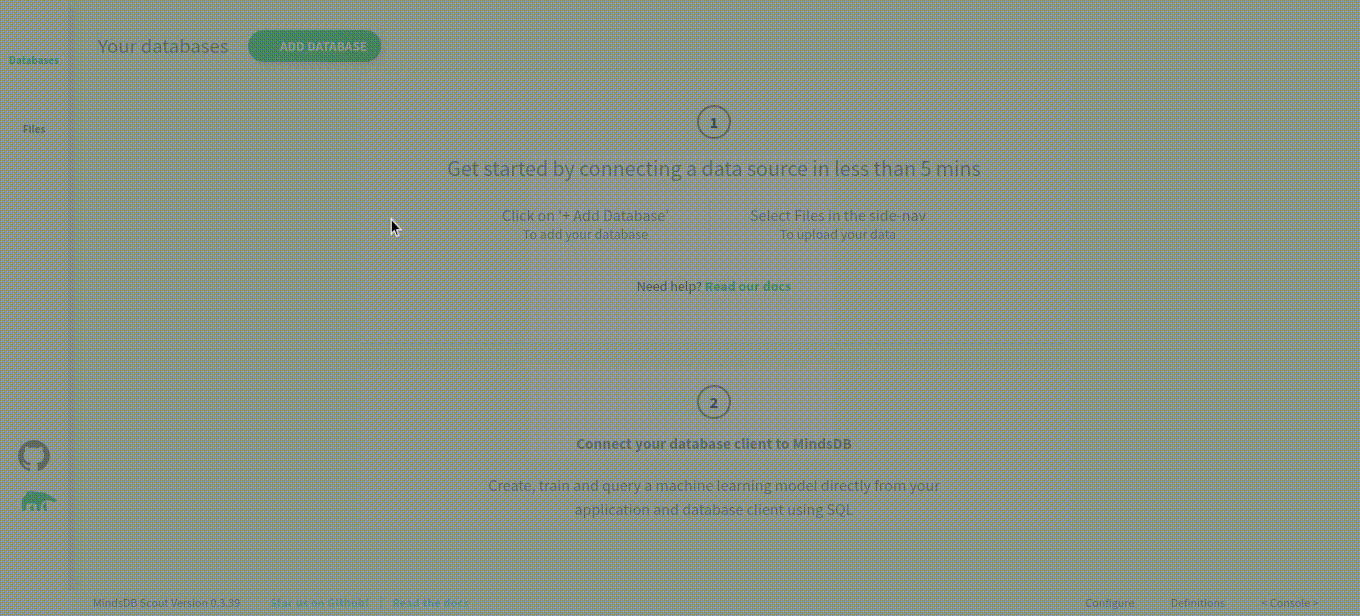 Your databases
ADD DATABASE
Databases
Files
1
Get started by connecting a data source in less than 5 mins
Click on '+ Add Database'
To add your database
Select Files in the side-nav
To upload your data
Need help? Read our docs
2
Connect your database client to MindsDB
Create, train and query a machine learning model directly from your
application and database client using SQL
MindsDB Scout Version 0.3.39
Star us on Github! | Read the docs
Configure
Definitions
< Console >